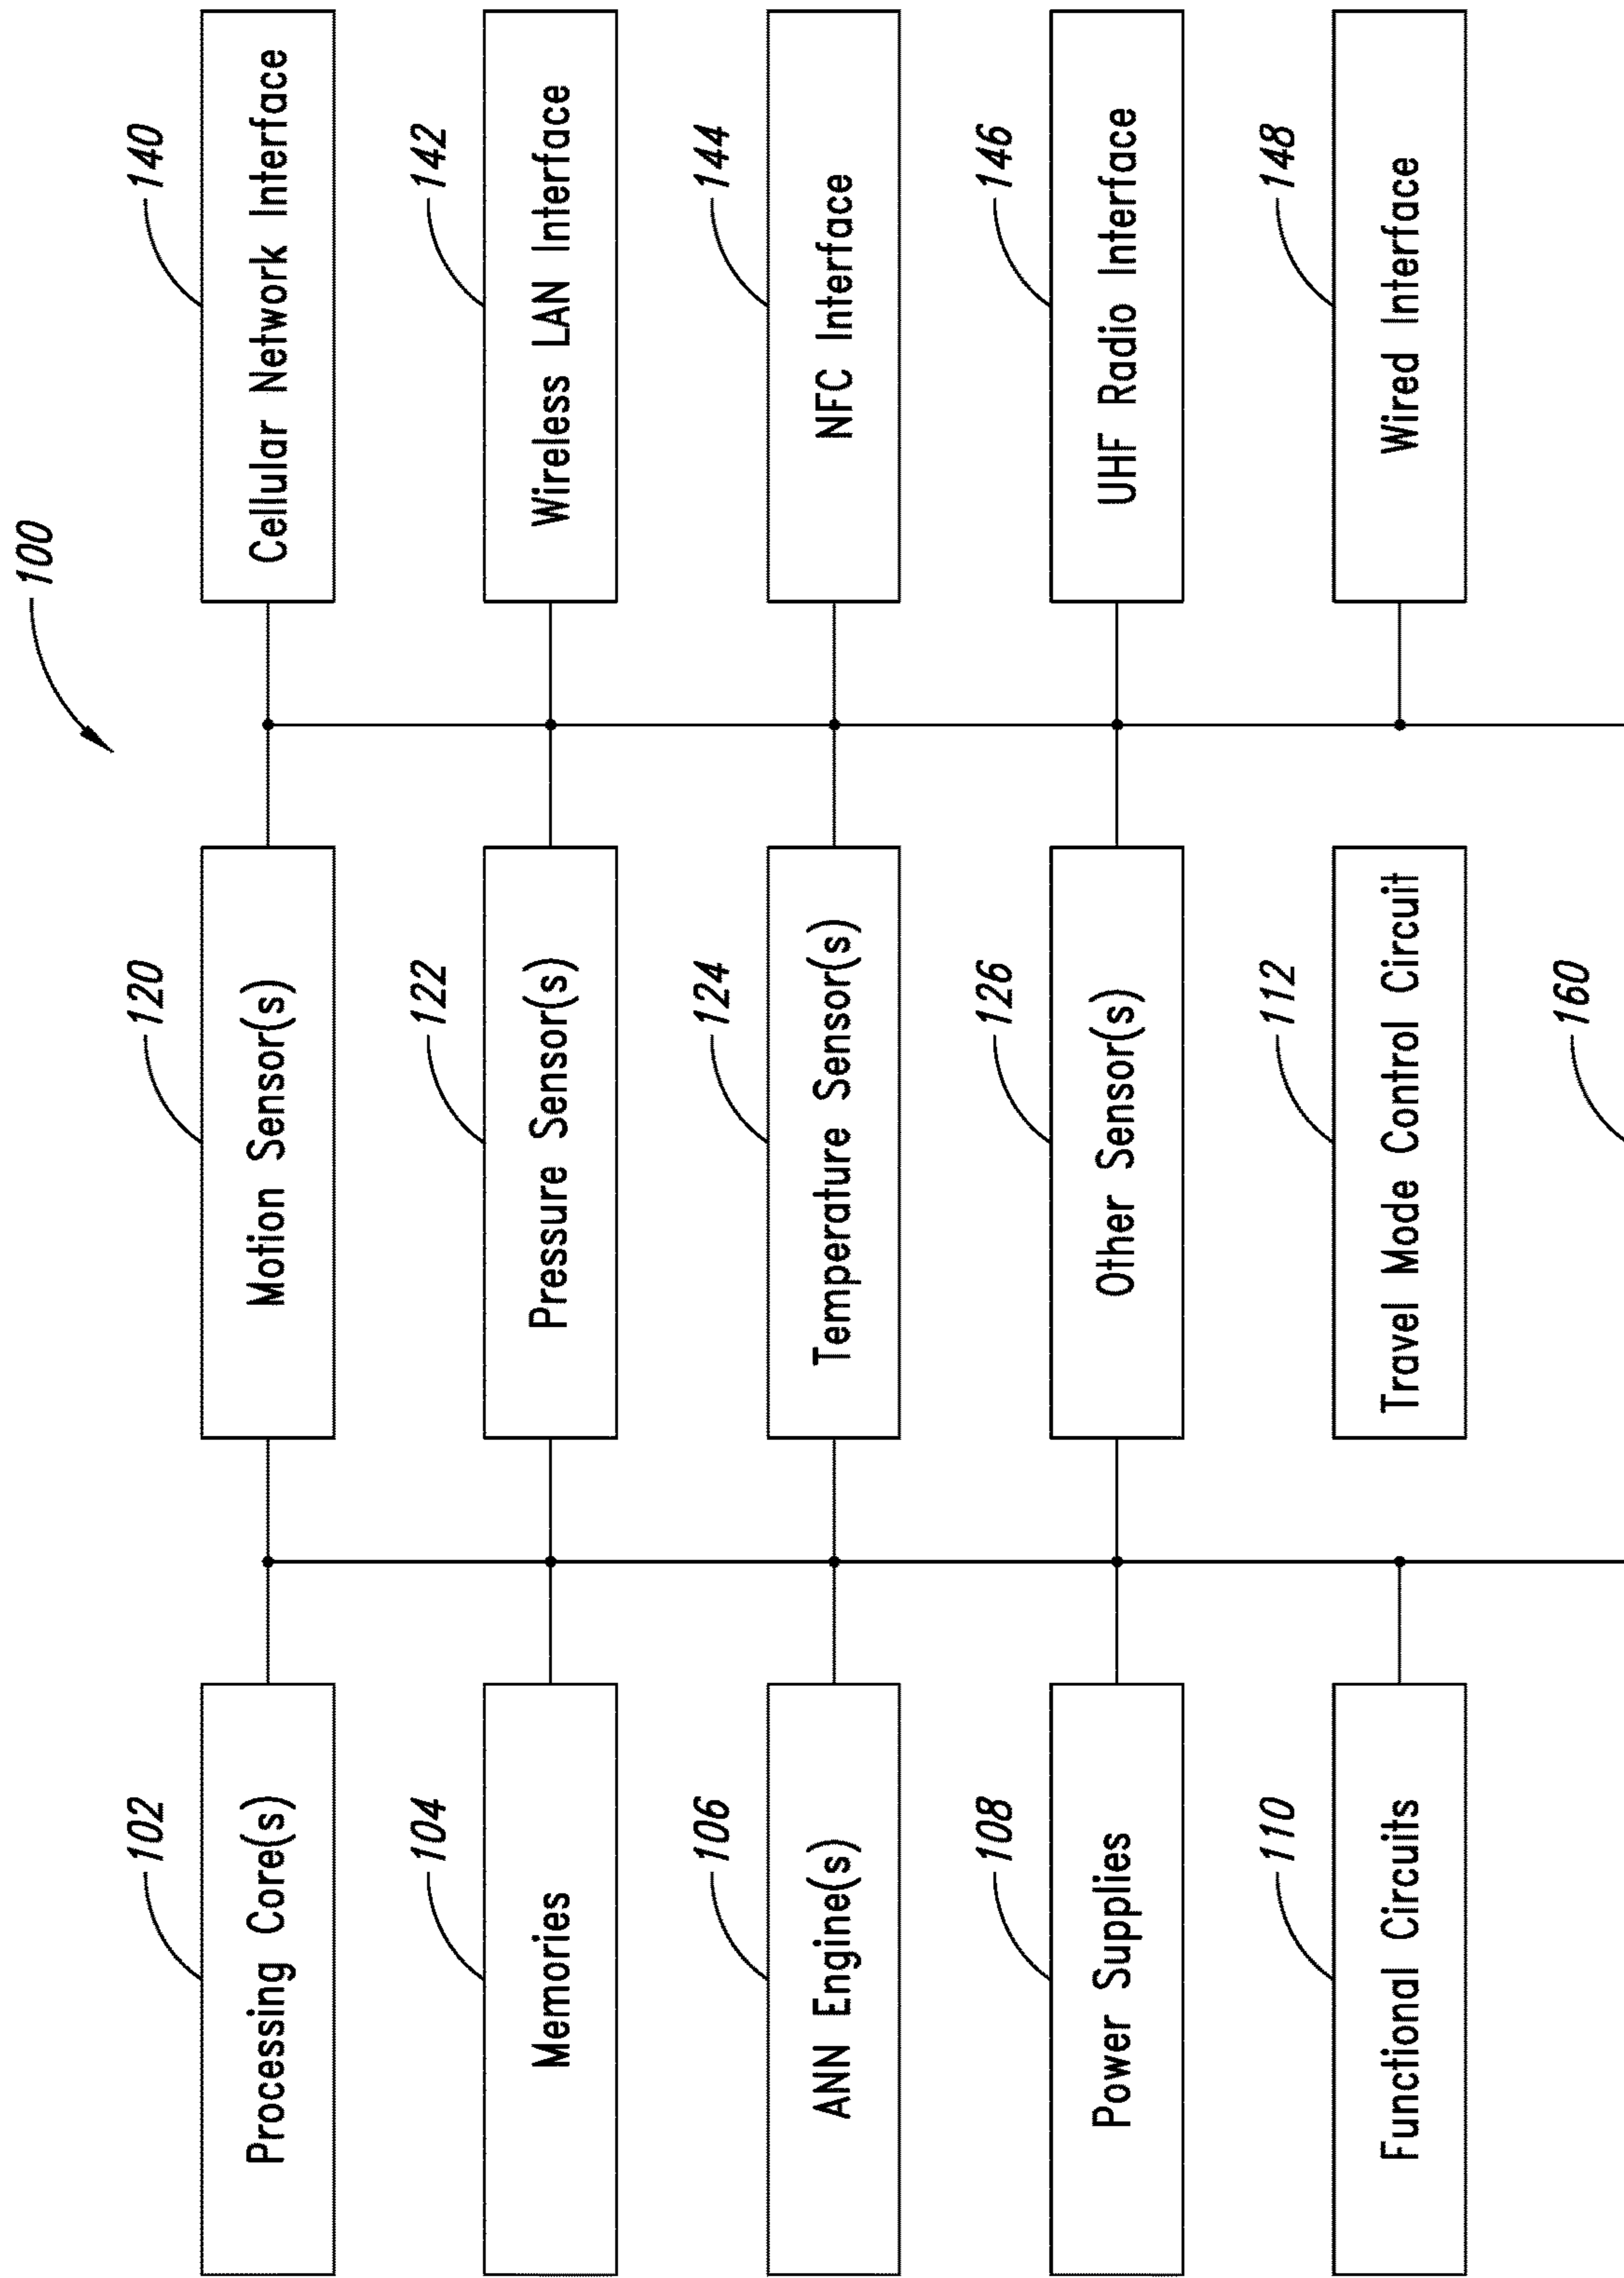 100
102
Processing Core(s)
120
Motion Sensor(s)
140
Cellular Network Interface
104
Memories
122
Pressure Sensor(s)
142
Wireless LAN Interface
106
ANN Engine(s)
124
Temperature Sensor(s)
144
NFC Interface
108
Power Supplies
126
Other Sensor(s)
146
UHF Radio Interface
110
Functional Circuits
112
Travel Mode Control Circuit
148
Wired Interface
160